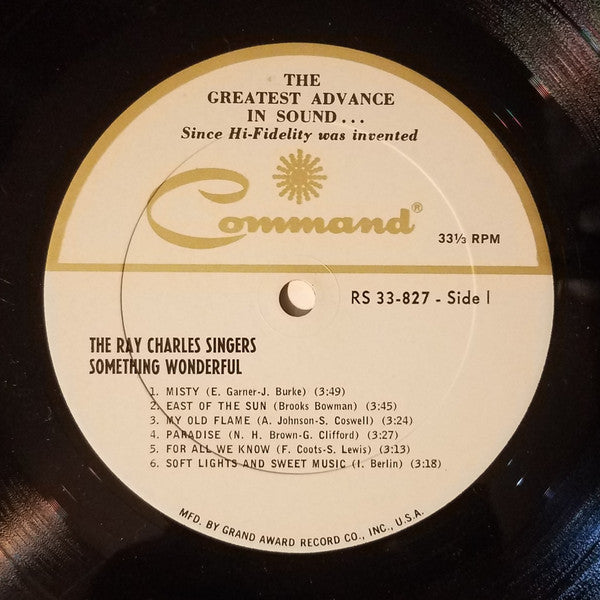 THE
GREATEST ADVANCE
IN SOUND...
Since Hi-Fidelity was invented
Command®
33⅓ RPM
RS 33-827 - Side I
THE RAY CHARLES SINGERS
SOMETHING WONDERFUL
1. MISTY (E. Garner-J. Burke) (3:49)
2. EAST OF THE SUN (Brooks Bowman) (3:45)
3. MY OLD FLAME (A. Johnson-S. Coswell) (3:24)
4. PARADISE (N. H. Brown-G. Clifford) (3:27)
5. FOR ALL WE KNOW (F. Coots-S. Lewis) (3:13)
6. SOFT LIGHTS AND SWEET MUSIC (I. Berlin) (3:18)
MFD. BY GRAND AWARD RECORD CO., INC., U.S.A.